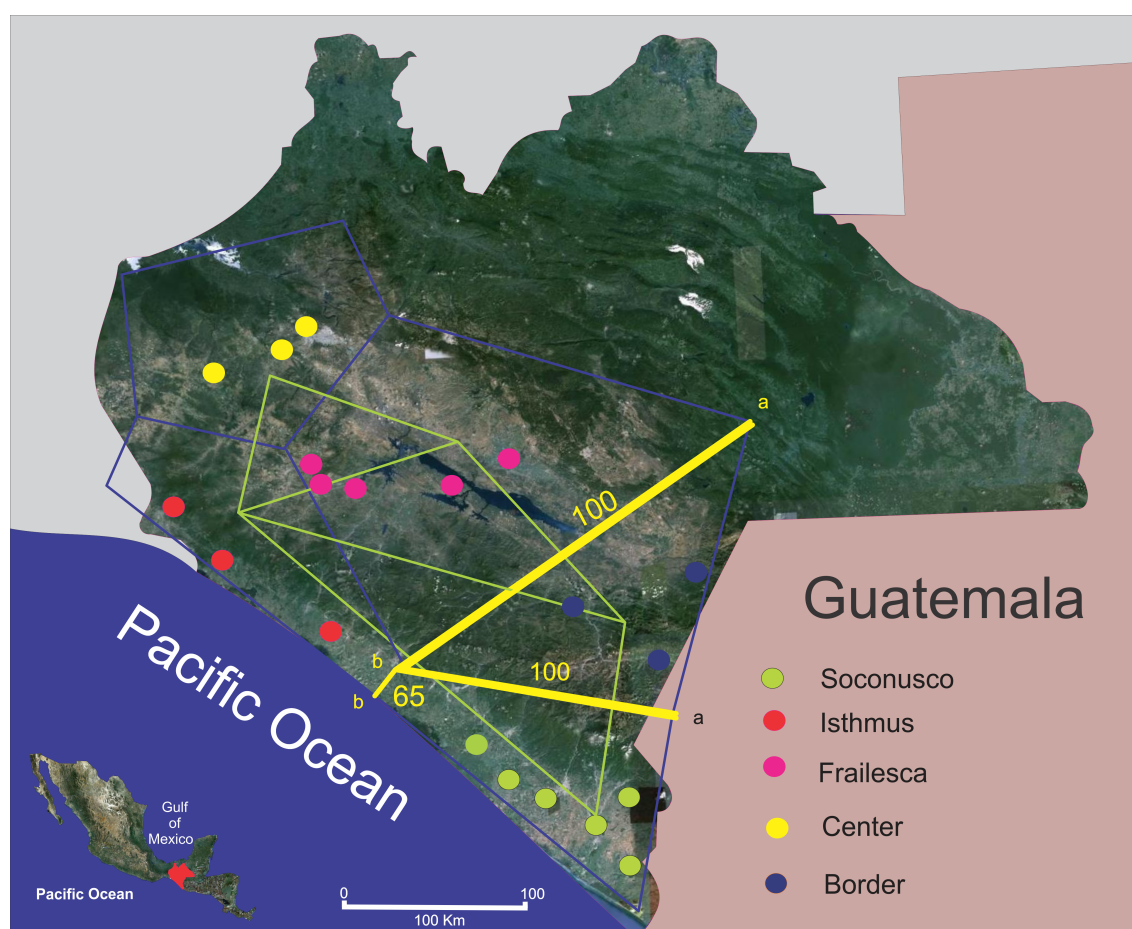 a
100
Guatemala
Pacific Ocean
b
100
65
b
a
Soconusco
Isthmus
Frailesca
Center
Border
Gulf
of
Mexico
Pacific Ocean
0 100
100 Km